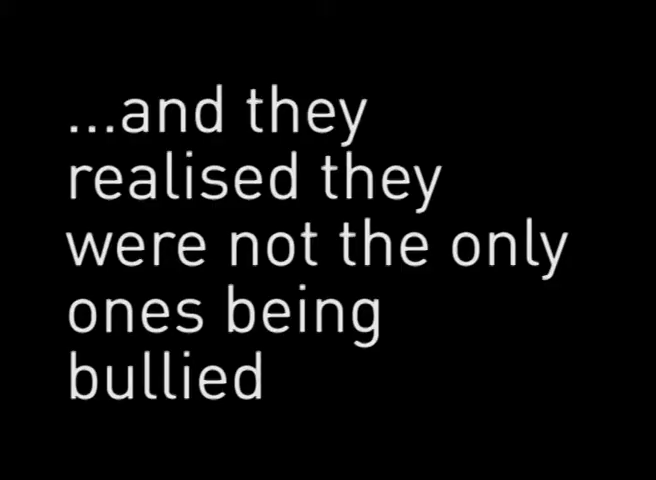 ...and they
realised they
were not the only
ones being
bullied